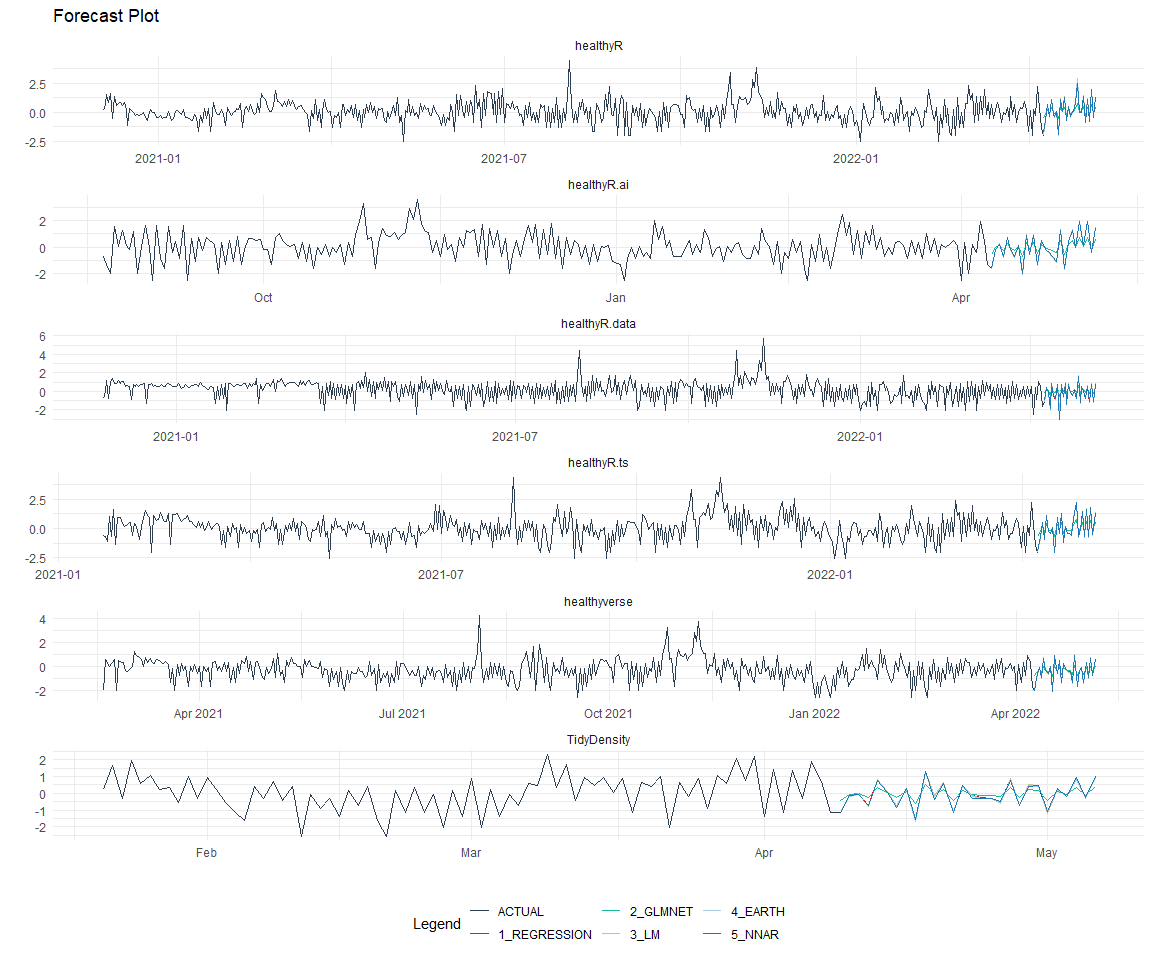 Forecast Plot
healthyR
2.5
0.0
-2.5
2021-01 2021-07 2022-01
healthyR.ai
2
0
-2
Oct Jan Apr
healthyR.data
6
4
2
0
-2
2021-01 2021-07 2022-01
healthyR.ts
2.5
0.0
-2.5
2021-01 2021-07 2022-01
healthyverse
4
2
0
-2
Apr 2021 Jul 2021 Oct 2021 Jan 2022 Apr 2022
TidyDensity
2
1
0
-1
-2
Feb Mar Apr May
Legend
ACTUAL 2_GLMNET 4_EARTH
1_REGRESSION 3_LM 5_NNAR